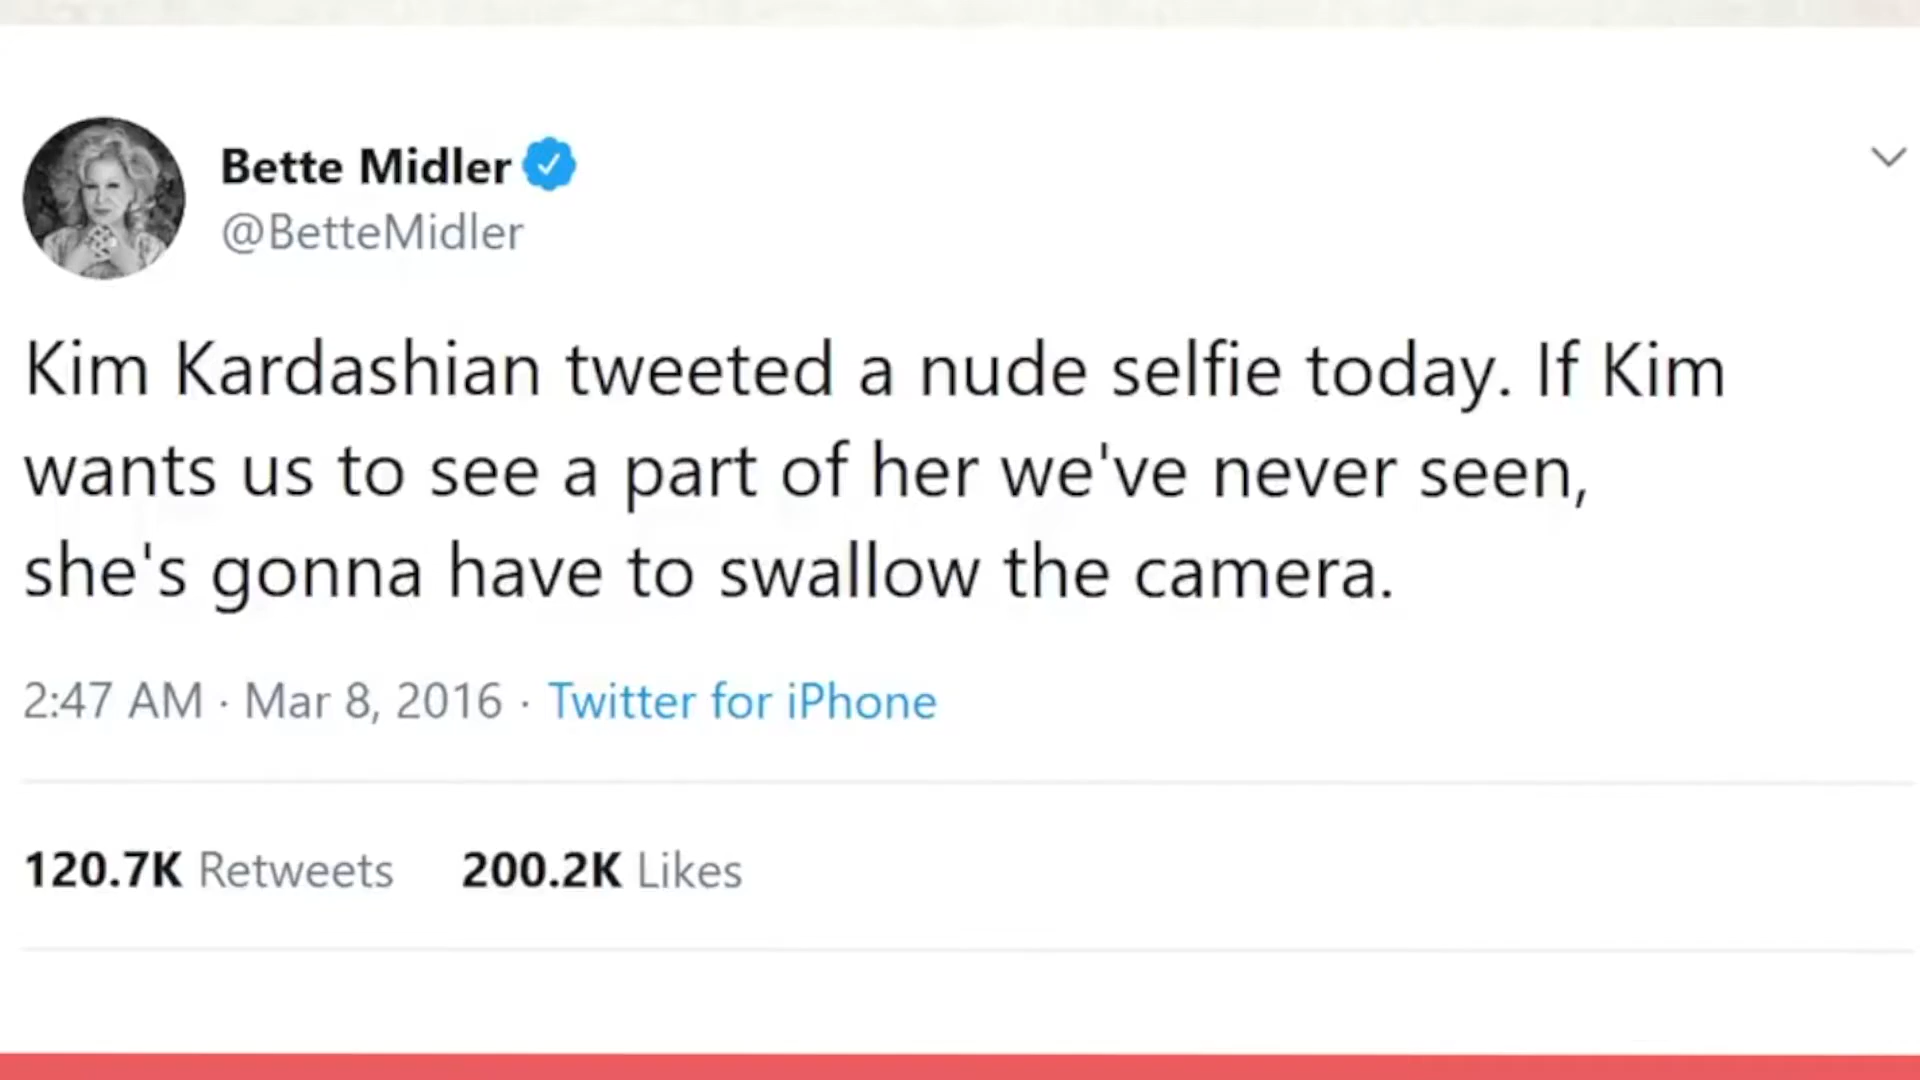 Bette Midler
@BetteMidler
Kim Kardashian tweeted a nude selfie today. If Kim
wants us to see a part of her we've never seen,
she's gonna have to swallow the camera.
2:47 AM · Mar 8, 2016 · Twitter for iPhone
120.7K Retweets 200.2K Likes